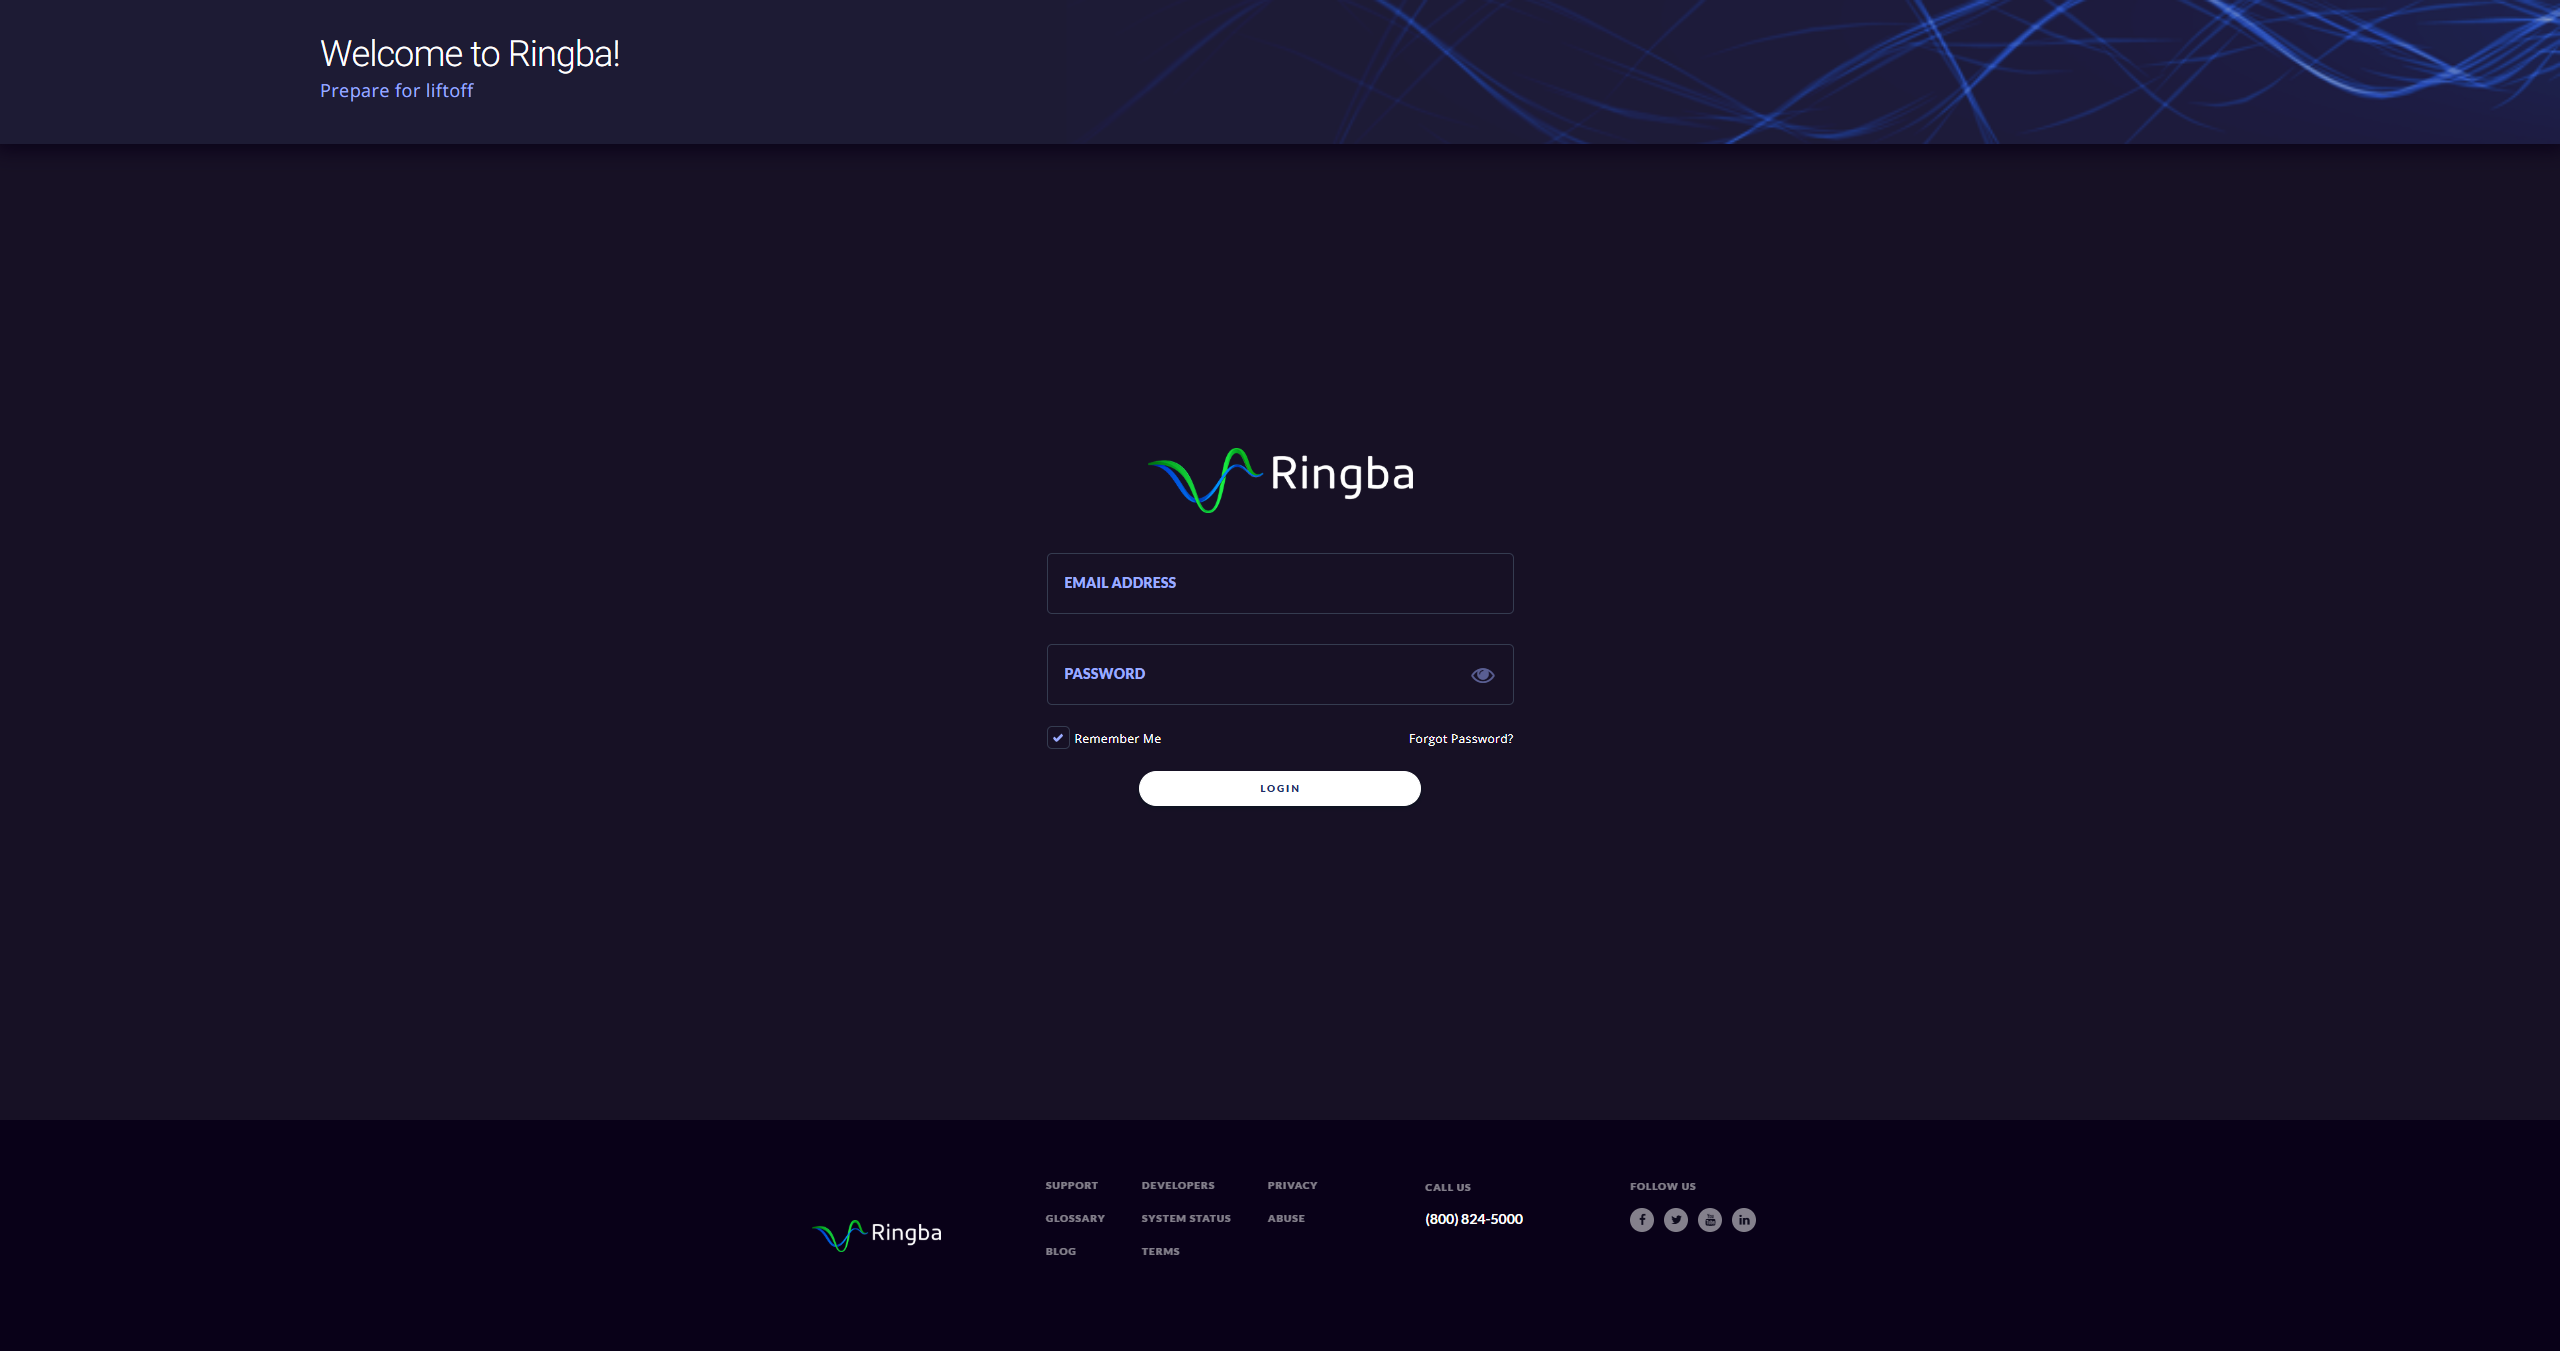 Welcome to Ringba!
Prepare for liftoff
Ringba
EMAIL ADDRESS
PASSWORD
Remember Me
Forgot Password?
LOGIN
Ringba
SUPPORT
GLOSSARY
BLOG
DEVELOPERS
SYSTEM STATUS
TERMS
PRIVACY
ABUSE
CALL US
(800) 824-5000
FOLLOW US